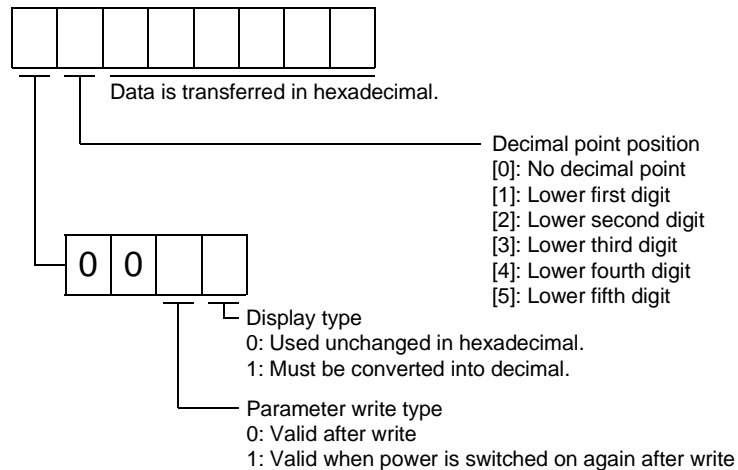 Data is transferred in hexadecimal.
Decimal point position
[0]: No decimal point
[1]: Lower first digit
[2]: Lower second digit
[3]: Lower third digit
[4]: Lower fourth digit
[5]: Lower fifth digit
0 0
Display type
0: Used unchanged in hexadecimal.
1: Must be converted into decimal.
Parameter write type
0: Valid after write
1: Valid when power is switched on again after write